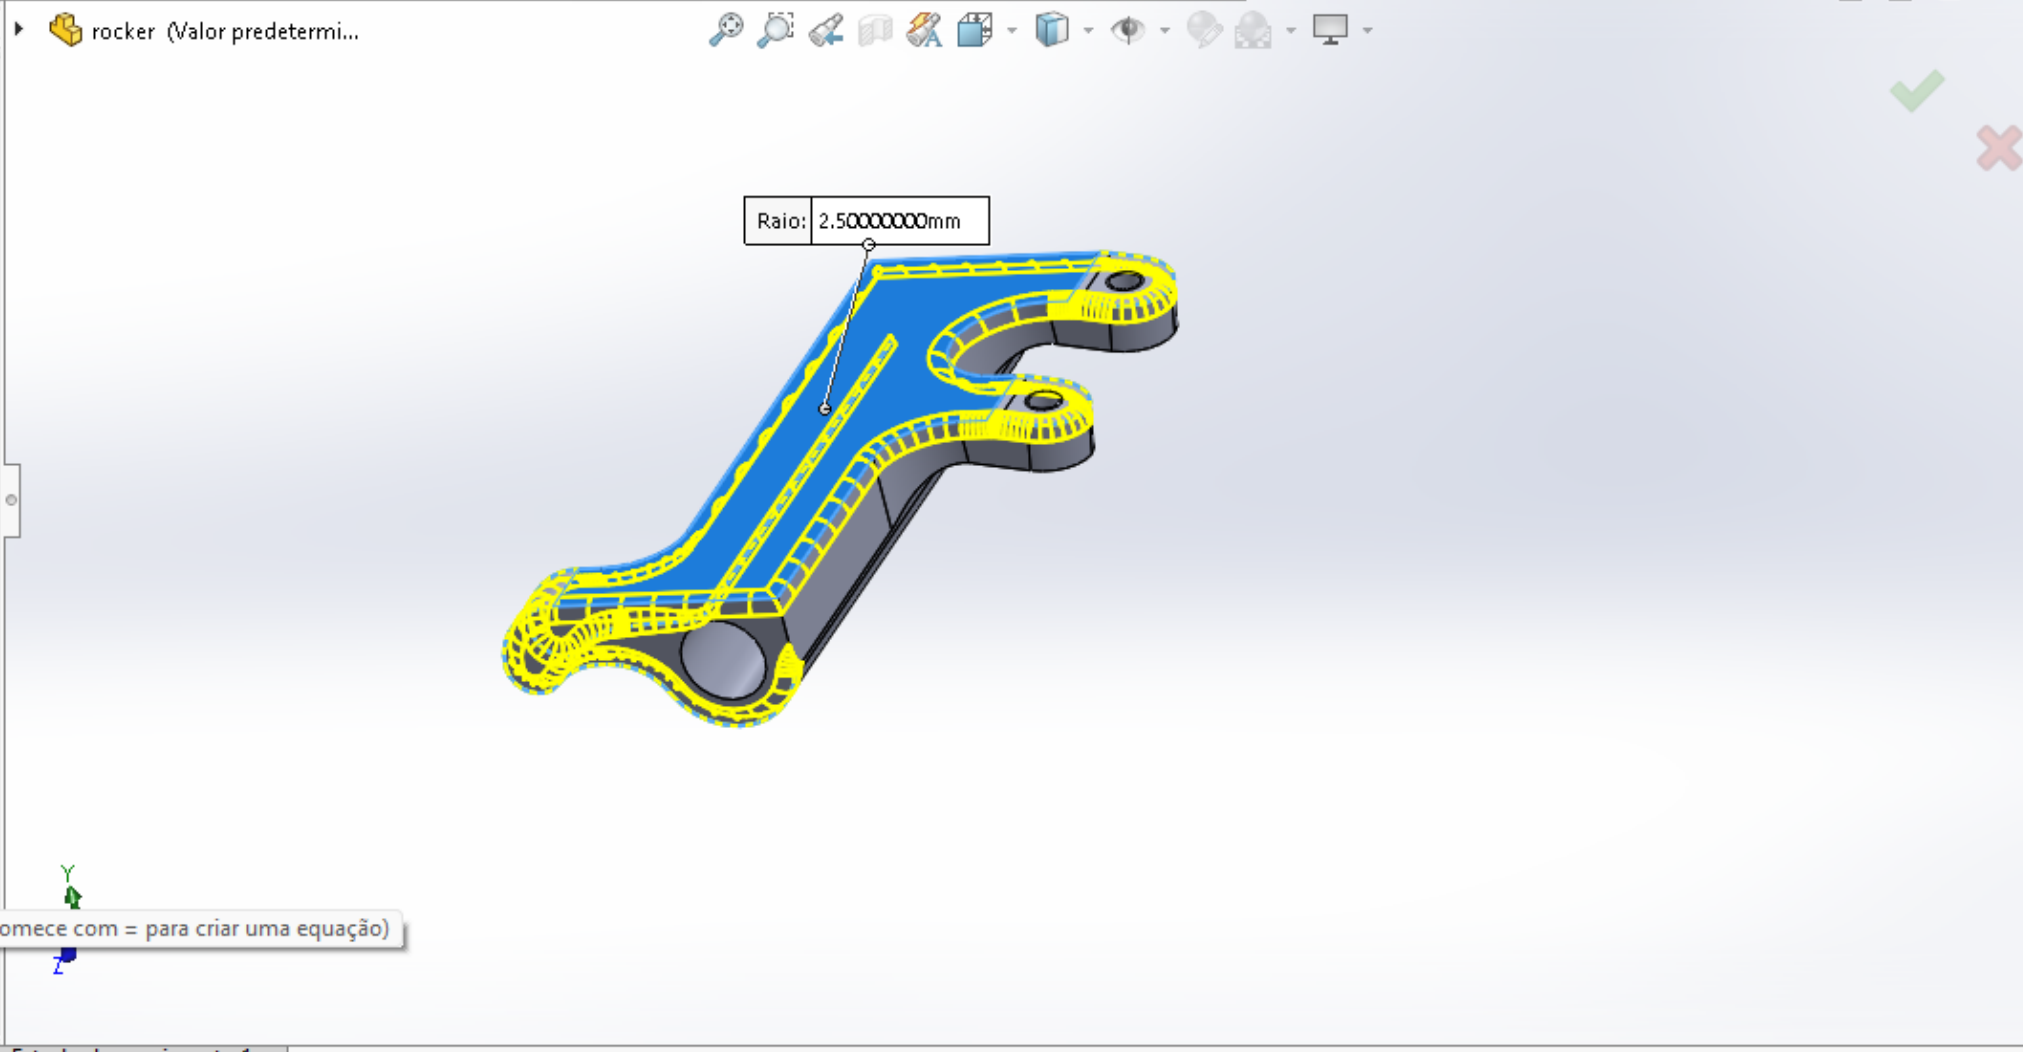 rocker (Valor predetermi...
Raio: 2.50000000mm
Y
omece com = para criar uma equação)
Z